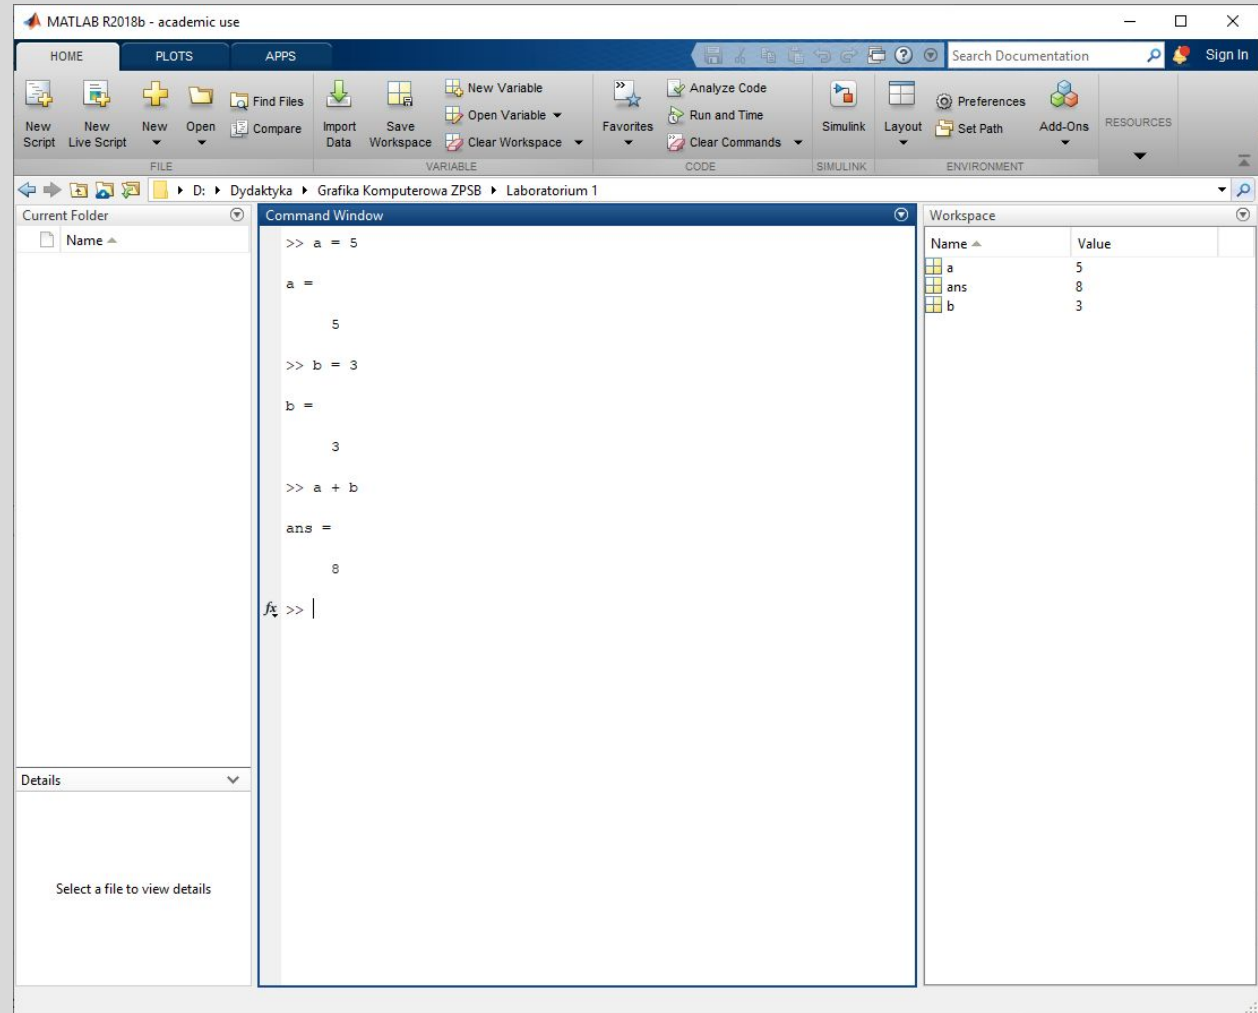 MATLAB R2018b - academic use
HOME PLOTS APPS
Search Documentation
Sign In
New Script
New Live Script
New
Open
Find Files
Compare
FILE
Import Data
Save Workspace
New Variable
Open Variable
Clear Workspace
VARIABLE
Favorites
Analyze Code
Run and Time
Clear Commands
CODE
Simulink
SIMULINK
Layout
Preferences
Set Path
Add-Ons
ENVIRONMENT
RESOURCES
D: Dydaktyka Grafika Komputerowa ZPSB Laboratorium 1
Current Folder
Name
Details
Select a file to view details
Command Window
>> a = 5
a =
5
>> b = 3
b =
3
>> a + b
ans =
8
fx >>
Workspace
Name Value
a 5
ans 8
b 3